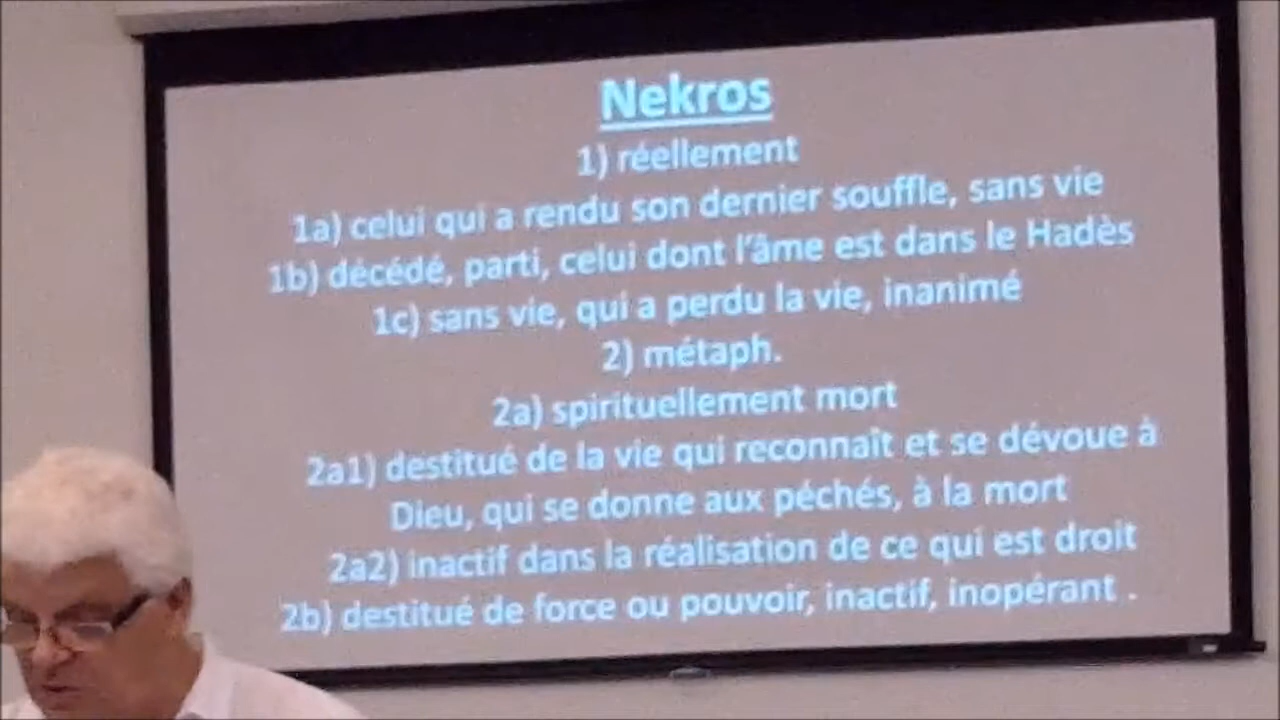 Nekros
1) réellement
1a) celui qui a rendu son dernier souffle, sans vie
1b) décédé, parti, celui dont l'âme est dans le Hadès
1c) sans vie, qui a perdu la vie, inanimé
2) métaph.
2a) spirituellement mort
2a1) destitué de la vie qui reconnaît et se dévoue à
Dieu, qui se donne aux péchés, à la mort
2a2) inactif dans la réalisation de ce qui est droit
2b) destitué de force ou pouvoir, inactif, inopérant .